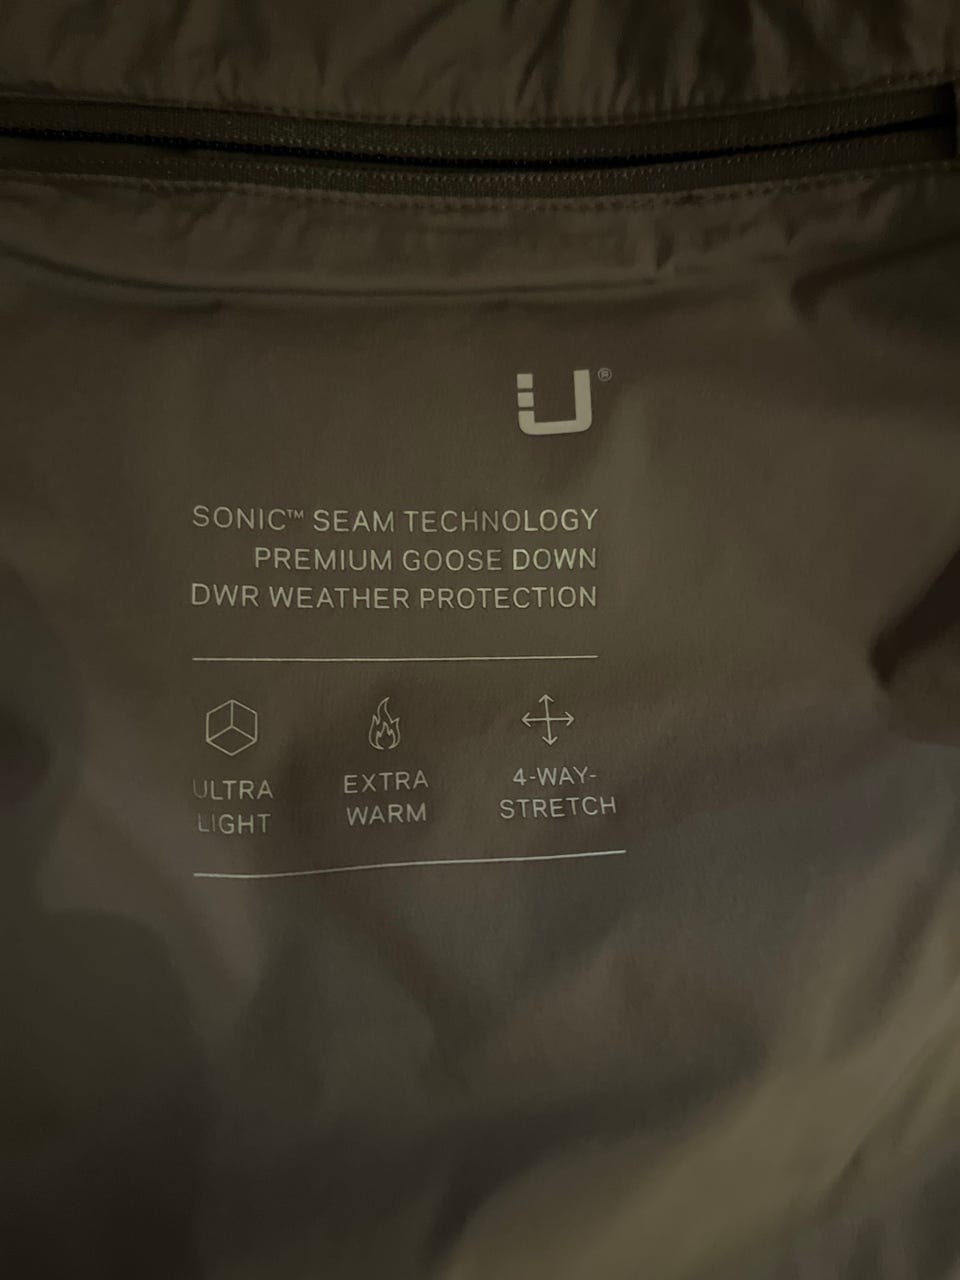 U®
SONIC™ SEAM TECHNOLOGY
PREMIUM GOOSE DOWN
DWR WEATHER PROTECTION
ULTRA
LIGHT
EXTRA
WARM
4-WAY-
STRETCH